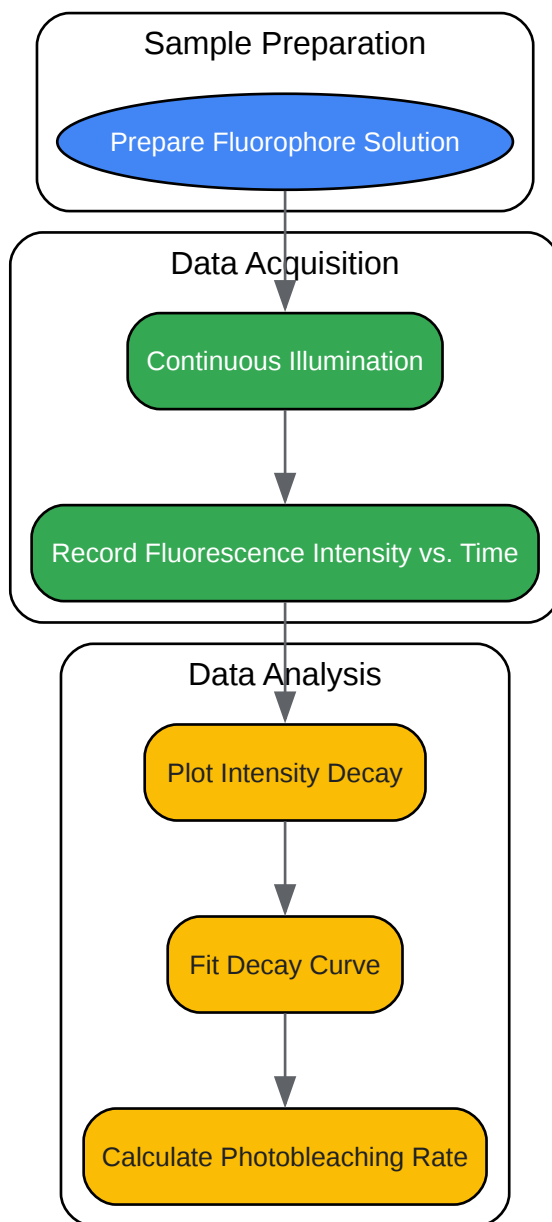 Sample Preparation
Prepare Fluorophore Solution
Data Acquisition
Continuous Illumination
Record Fluorescence Intensity vs. Time
Data Analysis
Plot Intensity Decay
Fit Decay Curve
Calculate Photobleaching Rate